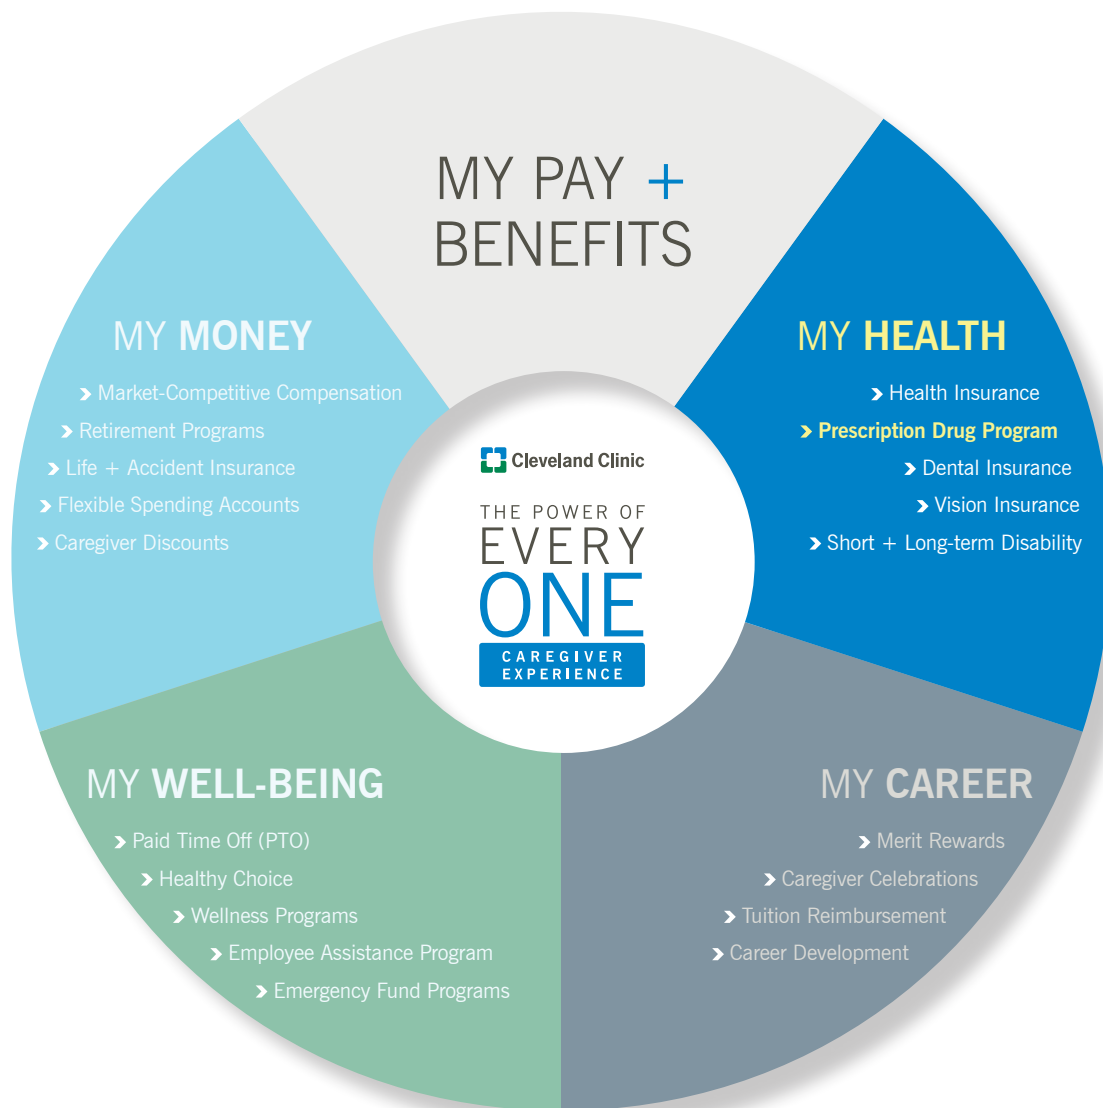 MY PAY +
BENEFITS
MY MONEY
› Market-Competitive Compensation
› Retirement Programs
› Life + Accident Insurance
› Flexible Spending Accounts
› Caregiver Discounts
MY HEALTH
› Health Insurance
› Prescription Drug Program
› Dental Insurance
› Vision Insurance
› Short + Long-term Disability
Cleveland Clinic
THE POWER OF
EVERY
ONE
CAREGIVER
EXPERIENCE
MY WELL-BEING
› Paid Time Off (PTO)
› Healthy Choice
› Wellness Programs
› Employee Assistance Program
› Emergency Fund Programs
MY CAREER
› Merit Rewards
› Caregiver Celebrations
› Tuition Reimbursement
› Career Development